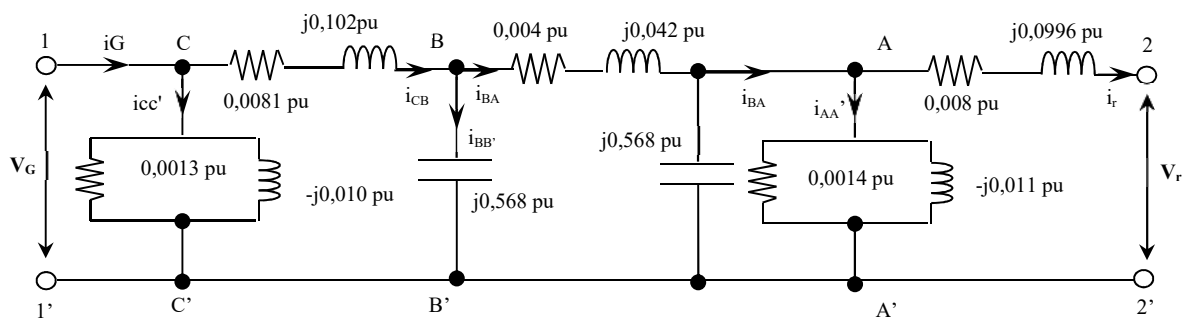 j0,102pu
j0,042 pu
j0,0996 pu
1 iG C B 0,004 pu A 2
0,0081 pu iCB iBA iBA 0,008 pu ir
icc' iBB' iAA'
VG 0,0013 pu -j0,010 pu j0,568 pu j0,568 pu 0,0014 pu -j0,011 pu Vr
1' C' B' A' 2'